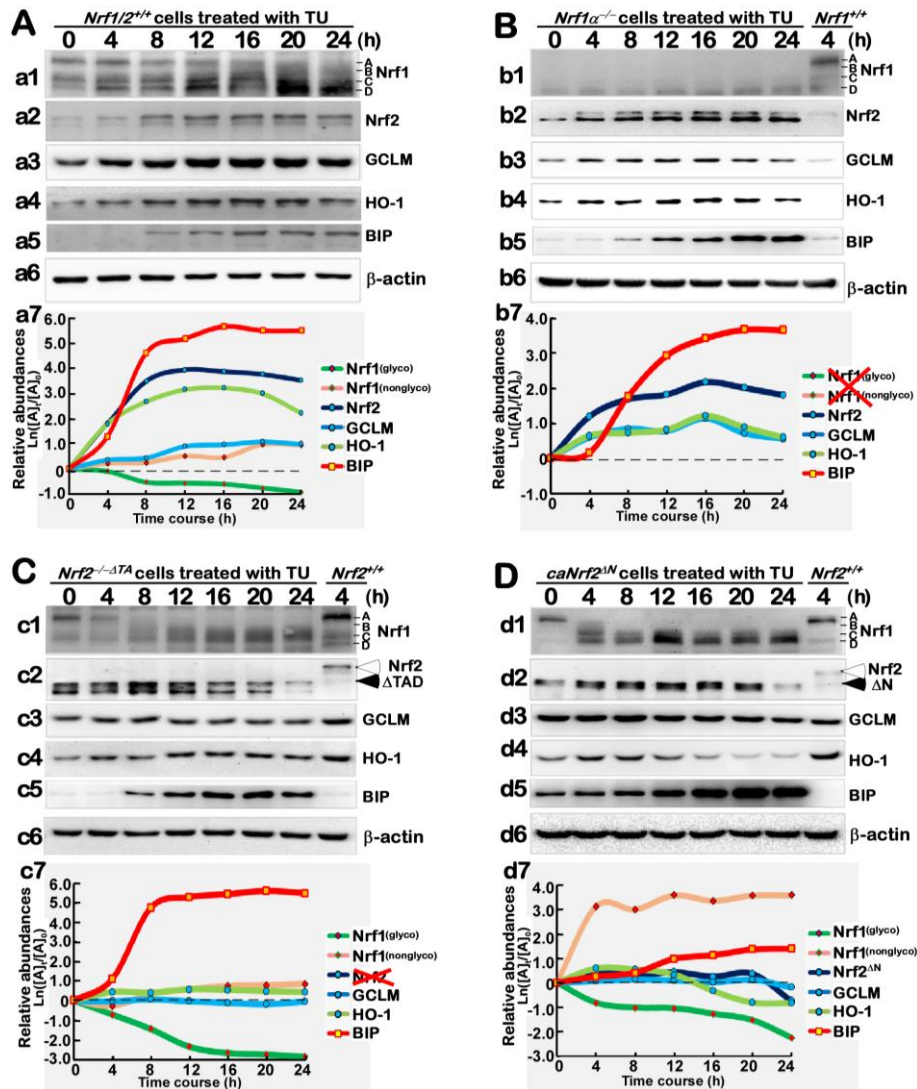 A
Nrf1/2+/+ cells treated with TU
0 4 8 12 16 20 24 (h)
a1
A
B
C
D
Nrf1
a2 Nrf2
a3 GCLM
a4 HO-1
a5 BIP
a6 β-actin
a7
Relative abundances
Ln([A]t/[A]0)
6.0
5.0
4.0
3.0
2.0
1.0
0
-1.0
0 4 8 12 16 20 24
Time course (h)
Nrf1(glyco)
Nrf1(nonglyco)
Nrf2
GCLM
HO-1
BIP
B
Nrf1α−/− cells treated with TU Nrf1+/+
0 4 8 12 16 20 24 4 (h)
b1
A
B
C
D
Nrf1
b2 Nrf2
b3 GCLM
b4 HO-1
b5 BIP
b6 β-actin
b7
Relative abundances
Ln([A]t/[A]0)
4.0
3.0
2.0
1.0
0
-1.0
0 4 8 12 16 20 24
Time course (h)
Nrf1(glyco)
Nrf1(nonglyco)
Nrf2
GCLM
HO-1
BIP
C
Nrf2−/−ΔTA cells treated with TU Nrf2+/+
0 4 8 12 16 20 24 4 (h)
c1
A
B
C
D
Nrf1
c2 Nrf2
ΔTAD
c3 GCLM
c4 HO-1
c5 BIP
c6 β-actin
c7
Relative abundances
Ln([A]t/[A]0)
6.0
5.0
4.0
3.0
2.0
1.0
0
-1.0
-2.0
-3.0
0 4 8 12 16 20 24
Time course (h)
Nrf1(glyco)
Nrf1(nonglyco)
Nrf2
GCLM
HO-1
BIP
D
caNrf2ΔN cells treated with TU Nrf2+/+
0 4 8 12 16 20 24 4 (h)
d1
A
B
C
D
Nrf1
d2 Nrf2
ΔN
d3 GCLM
d4 HO-1
d5 BIP
d6 β-actin
d7
Relative abundances
Ln([A]t/[A]0)
4.0
3.0
2.0
1.0
0
-1.0
-2.0
-3.0
0 4 8 12 16 20 24
Time course (h)
Nrf1(glyco)
Nrf1(nonglyco)
Nrf2ΔN
GCLM
HO-1
BIP